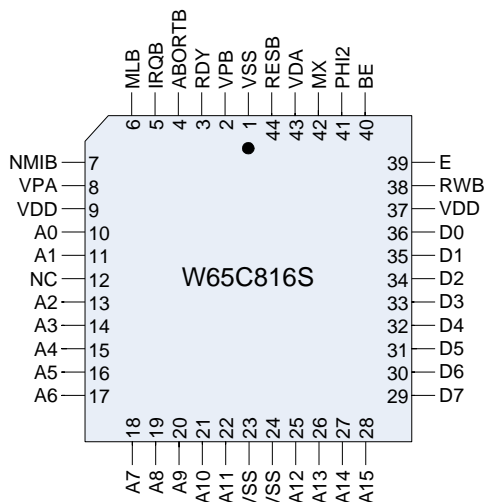 MLB IRQB ABORTB RDY VPB VSS RESB VDA MX PHI2 BE
6 5 4 3 2 1 44 43 42 41 40
NMIB 7 39 E
VPA 8 38 RWB
VDD 9 37 VDD
A0 10 36 D0
A1 11 35 D1
NC 12 34 D2
W65C816S
A2 13 33 D3
A3 14 32 D4
A4 15 31 D5
A5 16 30 D6
A6 17 29 D7
18 19 20 21 22 23 24 25 26 27 28
A7 A8 A9 A10 A11 VSS VSS A12 A13 A14 A15